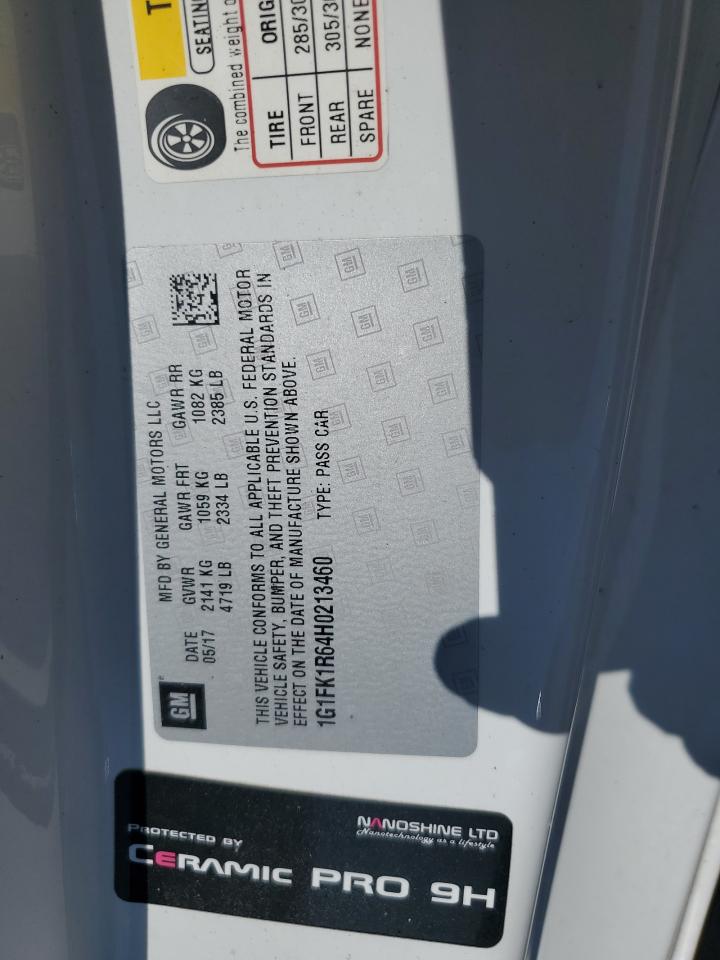 T
SEATING
The combined weight o
TIRE ORIG
FRONT 285/30
REAR 305/30
SPARE NONE
MFD BY GENERAL MOTORS LLC
DATE GVWR GAWR FRT GAWR RR
05/17 2141 KG 1059 KG 1082 KG
4719 LB 2334 LB 2385 LB
GM
THIS VEHICLE CONFORMS TO ALL APPLICABLE U.S. FEDERAL MOTOR
VEHICLE SAFETY, BUMPER, AND THEFT PREVENTION STANDARDS IN
EFFECT ON THE DATE OF MANUFACTURE SHOWN ABOVE.
1G1FK1R64H0213460 TYPE: PASS CAR
PROTECTED BY
CERAMIC PRO 9H
NANOSHINE LTD
Nanotechnology as a lifestyle